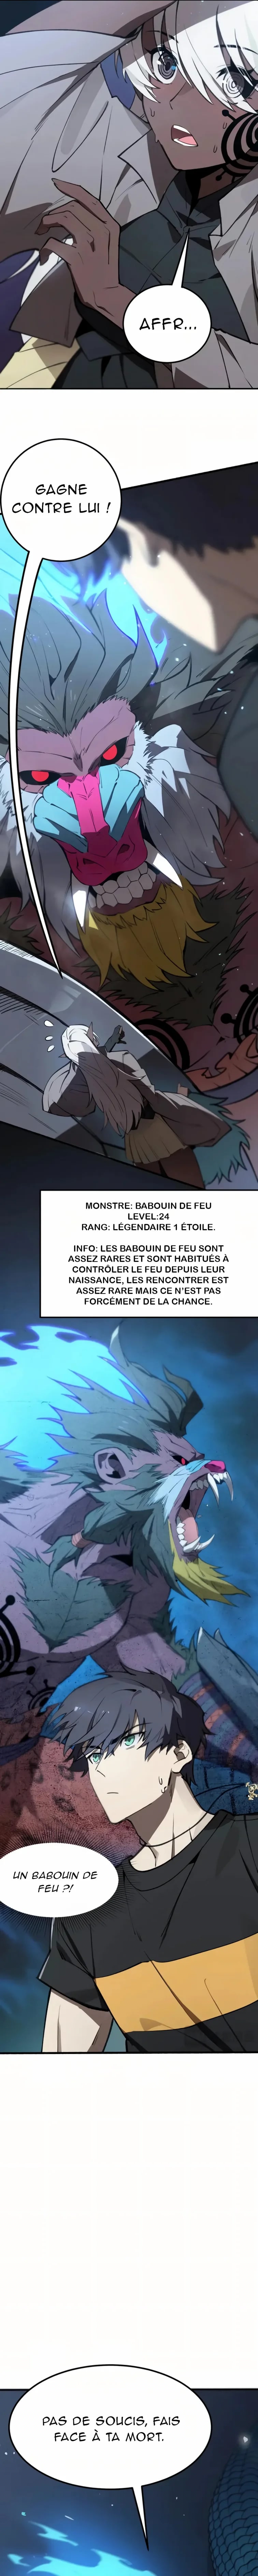 AFFR...
GAGNE
CONTRE LUI !
MONSTRE: BABOUIN DE FEU
LEVEL:24
RANG: LÉGENDAIRE 1 ÉTOILE.
INFO: LES BABOUIN DE FEU SONT
ASSEZ RARES ET SONT HABITUÉS À
CONTRÔLER LE FEU DEPUIS LEUR
NAISSANCE, LES RENCONTRER EST
ASSEZ RARE MAIS CE N'EST PAS
FORCÉMENT DE LA CHANCE.
UN BABOUIN DE
FEU ?!
PAS DE SOUCIS, FAIS
FACE À TA MORT.